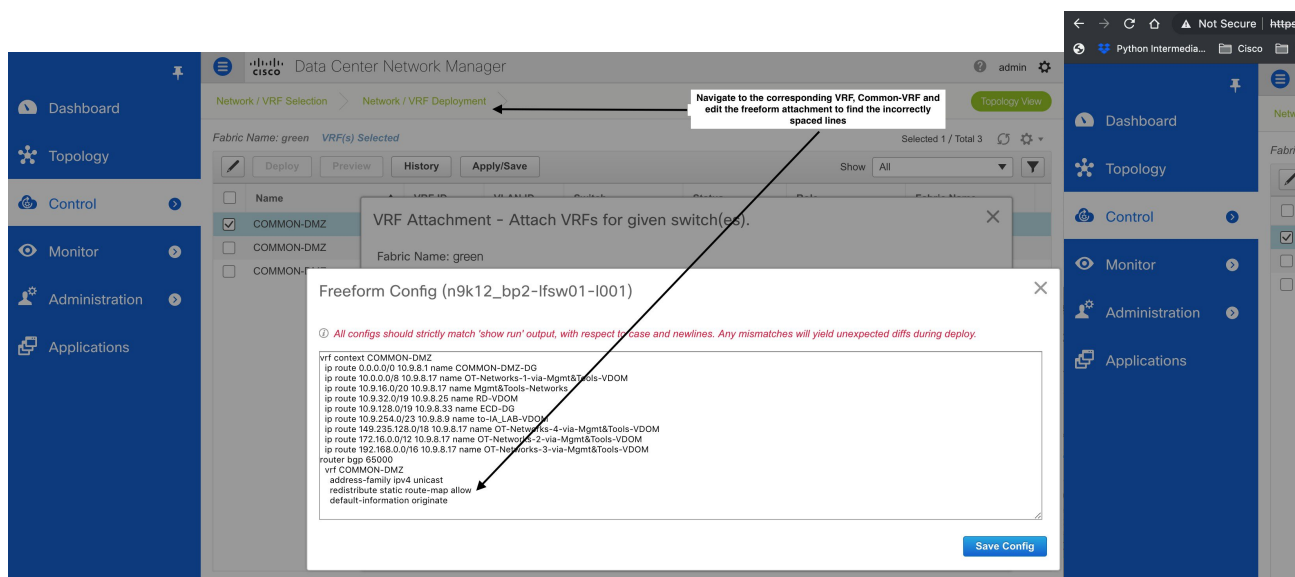 Not Secure | https
Python Intermedia... Cisco
cisco Data Center Network Manager
admin
Network / VRF Selection Network / VRF Deployment
Navigate to the corresponding VRF, Common-VRF and
edit the freeform attachment to find the incorrectly
spaced lines
Topology View
Fabric Name: green VRF(s) Selected
Selected 1 / Total 3
Deploy Preview History Apply/Save
Show All
Name VRF ID VLAN ID Switch Status Role Fabric Name
COMMON-DMZ
COMMON-DMZ
Dashboard
Topology
Control
Monitor
Administration
Applications
VRF Attachment - Attach VRFs for given switch(es).
Fabric Name: green
Freeform Config (n9k12_bp2-lfsw01-l001)
All configs should strictly match 'show run' output, with respect to case and newlines. Any mismatches will yield unexpected diffs during deploy.
vrf context COMMON-DMZ
ip route 0.0.0.0/0 10.9.8.1 name COMMON-DMZ-DG
ip route 10.0.0.0/8 10.9.8.17 name OT-Networks-1-via-Mgmt&Tools-VDOM
ip route 10.9.16.0/20 10.9.8.17 name Mgmt&Tools-Networks
ip route 10.9.32.0/19 10.9.8.25 name RD-VDOM
ip route 10.9.128.0/19 10.9.8.33 name ECD-DG
ip route 10.9.254.0/23 10.9.8.9 name to-IA_LAB-VDOM
ip route 149.235.128.0/18 10.9.8.17 name OT-Networks-4-via-Mgmt&Tools-VDOM
ip route 172.16.0.0/12 10.9.8.17 name OT-Networks-2-via-Mgmt&Tools-VDOM
ip route 192.168.0.0/16 10.9.8.17 name OT-Networks-3-via-Mgmt&Tools-VDOM
router bgp 65000
vrf COMMON-DMZ
address-family ipv4 unicast
redistribute static route-map allow
default-information originate
Save Config
Dashboard
Topology
Control
Monitor
Administration
Applications